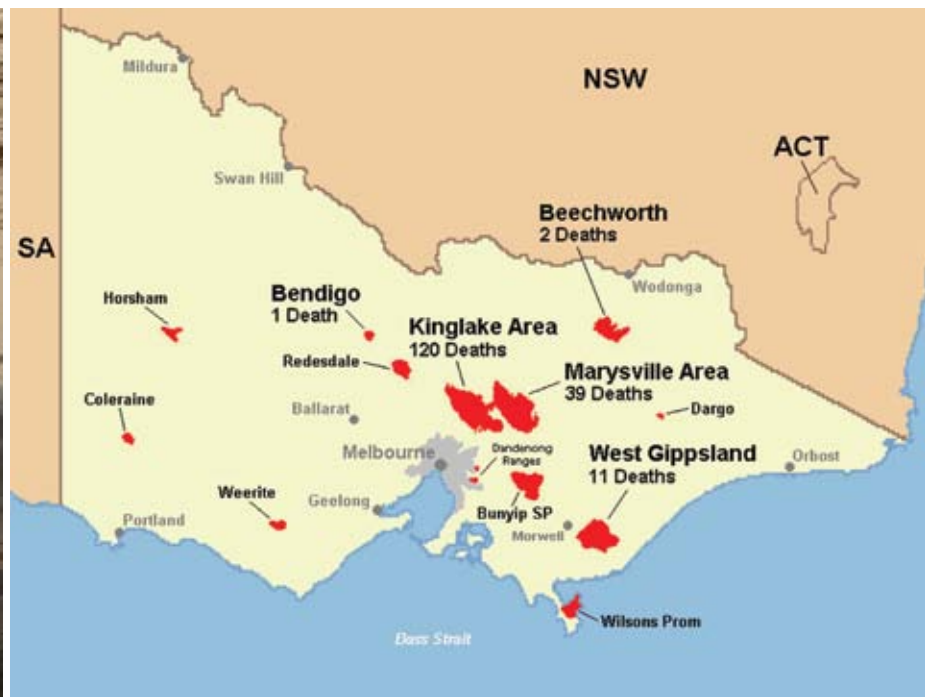 Mildura
NSW
Swan Hill
ACT
Beechworth
2 Deaths
SA
Wodonga
Horsham
Bendigo
1 Death
Kinglake Area
120 Deaths
Redesdale
Marysville Area
39 Deaths
Coleraine
Ballarat
Dargo
Melbourne
Dandenong
Ranges
West Gippsland
11 Deaths
Orbost
Weerite
Geelong
Bunyip SP
Portland
Morwell
Wilsons Prom
Bass Strait